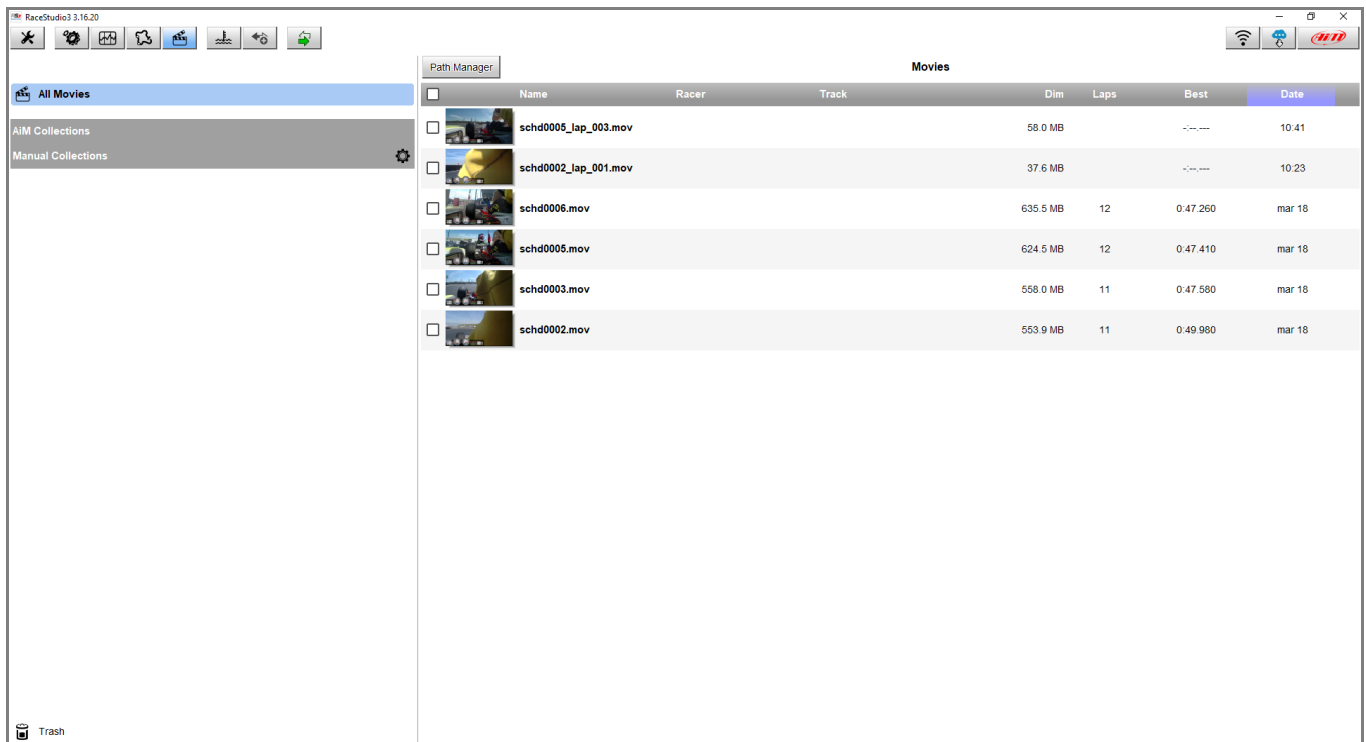 RaceStudio3 3.16.20
AiM
Path Manager
Movies
All Movies
Name Racer Track Dim Laps Best Date
AiM Collections
Manual Collections
schd0005_lap_003.mov 58.0 MB -:--.--- 10:41
schd0002_lap_001.mov 37.6 MB -:--.--- 10:23
schd0006.mov 635.5 MB 12 0:47.260 mar 18
schd0005.mov 624.5 MB 12 0:47.410 mar 18
schd0003.mov 558.0 MB 11 0:47.580 mar 18
schd0002.mov 553.9 MB 11 0:49.980 mar 18
Trash